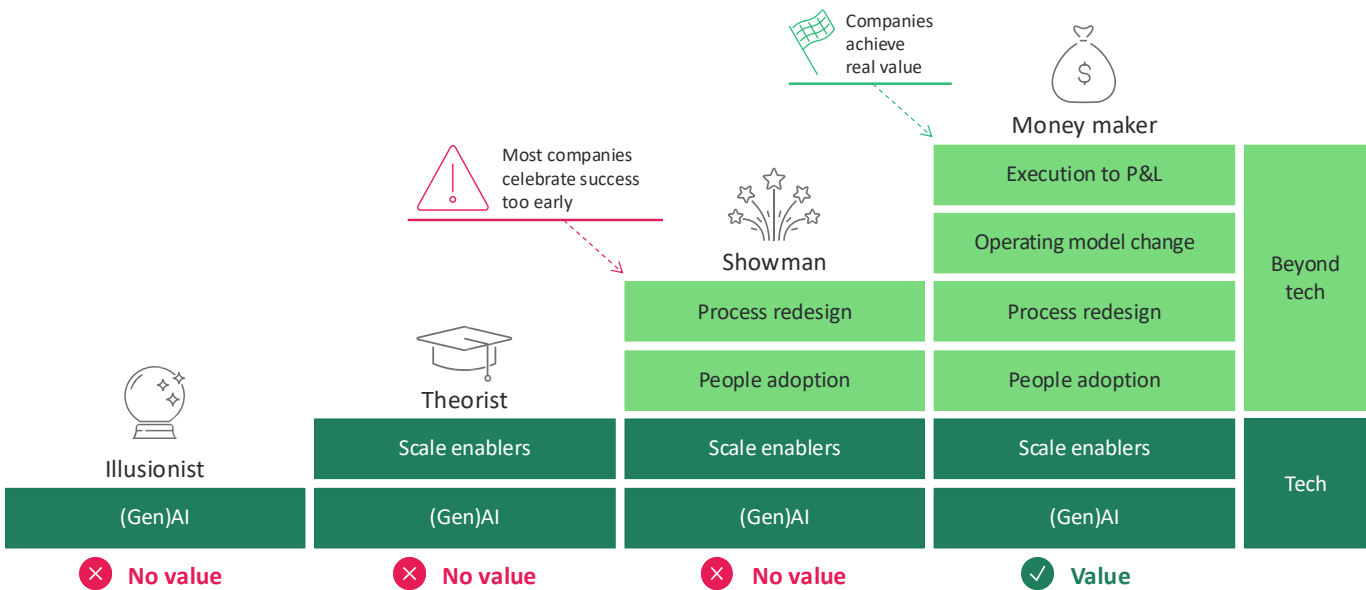 Companies
achieve
real value
$
Money maker
Most companies
celebrate success
too early
Execution to P&L
Operating model change
Beyond
tech
Showman
Process redesign
Process redesign
Theorist
People adoption
People adoption
Illusionist
Scale enablers
Scale enablers
Scale enablers
Tech
(Gen)AI
(Gen)AI
(Gen)AI
(Gen)AI
No value
No value
No value
Value